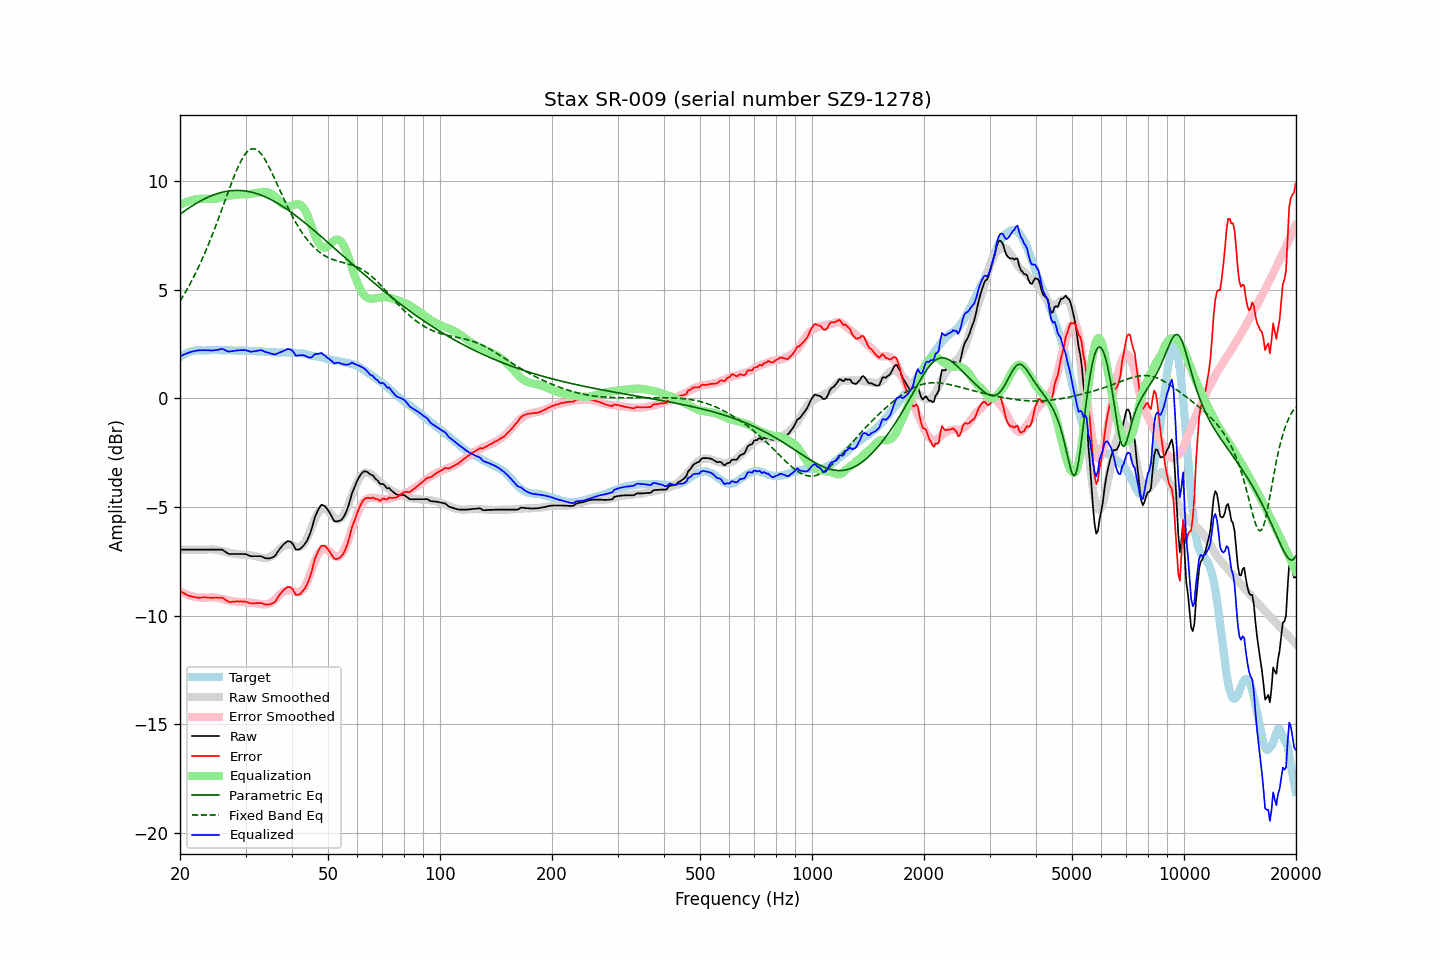 Stax SR-009 (serial number SZ9-1278)
Amplitude (dBr)
10
5
0
−5
−10
−15
−20
Target
Raw Smoothed
Error Smoothed
Raw
Error
Equalization
Parametric Eq
Fixed Band Eq
Equalized
20 50 100 200 500 1000 2000 5000 10000 20000
Frequency (Hz)